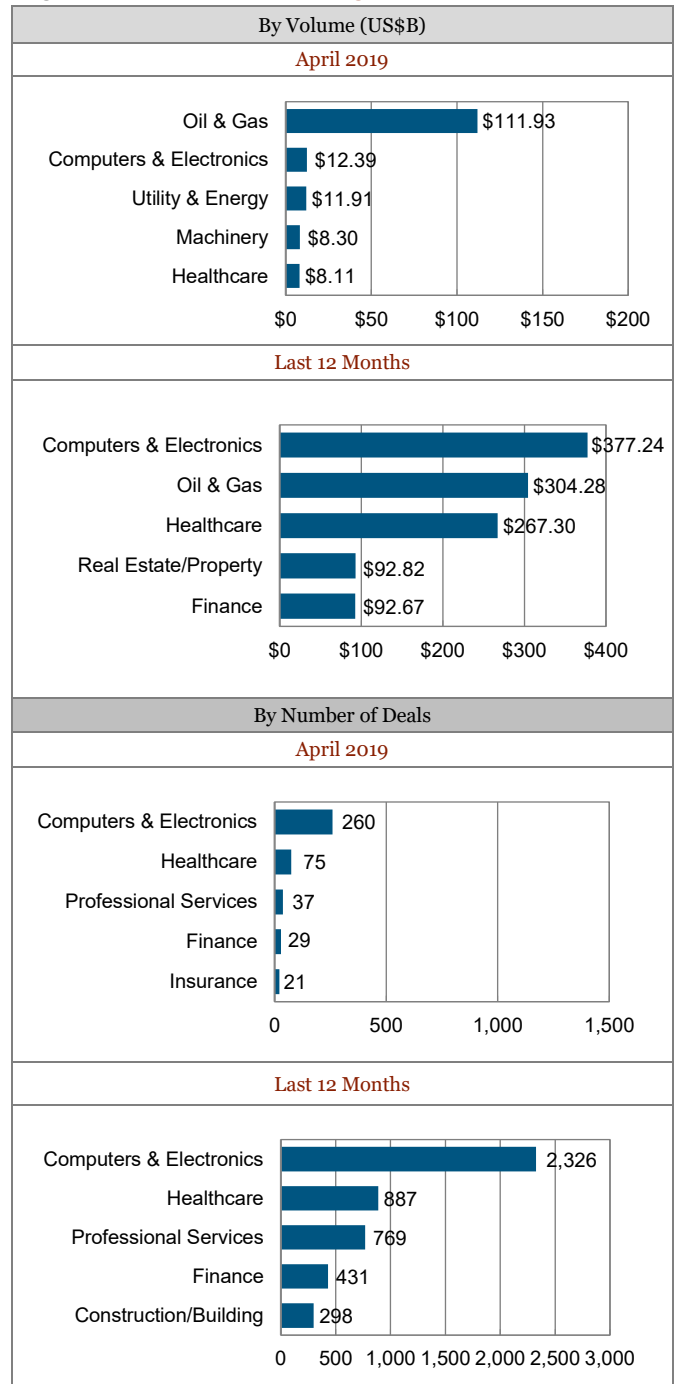 By Volume (US$B)
April 2019
Oil & Gas $111.93
Computers & Electronics $12.39
Utility & Energy $11.91
Machinery $8.30
Healthcare $8.11
$0 $50 $100 $150 $200
Last 12 Months
Computers & Electronics $377.24
Oil & Gas $304.28
Healthcare $267.30
Real Estate/Property $92.82
Finance $92.67
$0 $100 $200 $300 $400
By Number of Deals
April 2019
Computers & Electronics 260
Healthcare 75
Professional Services 37
Finance 29
Insurance 21
0 500 1,000 1,500
Last 12 Months
Computers & Electronics 2,326
Healthcare 887
Professional Services 769
Finance 431
Construction/Building 298
0 500 1,000 1,500 2,000 2,500 3,000